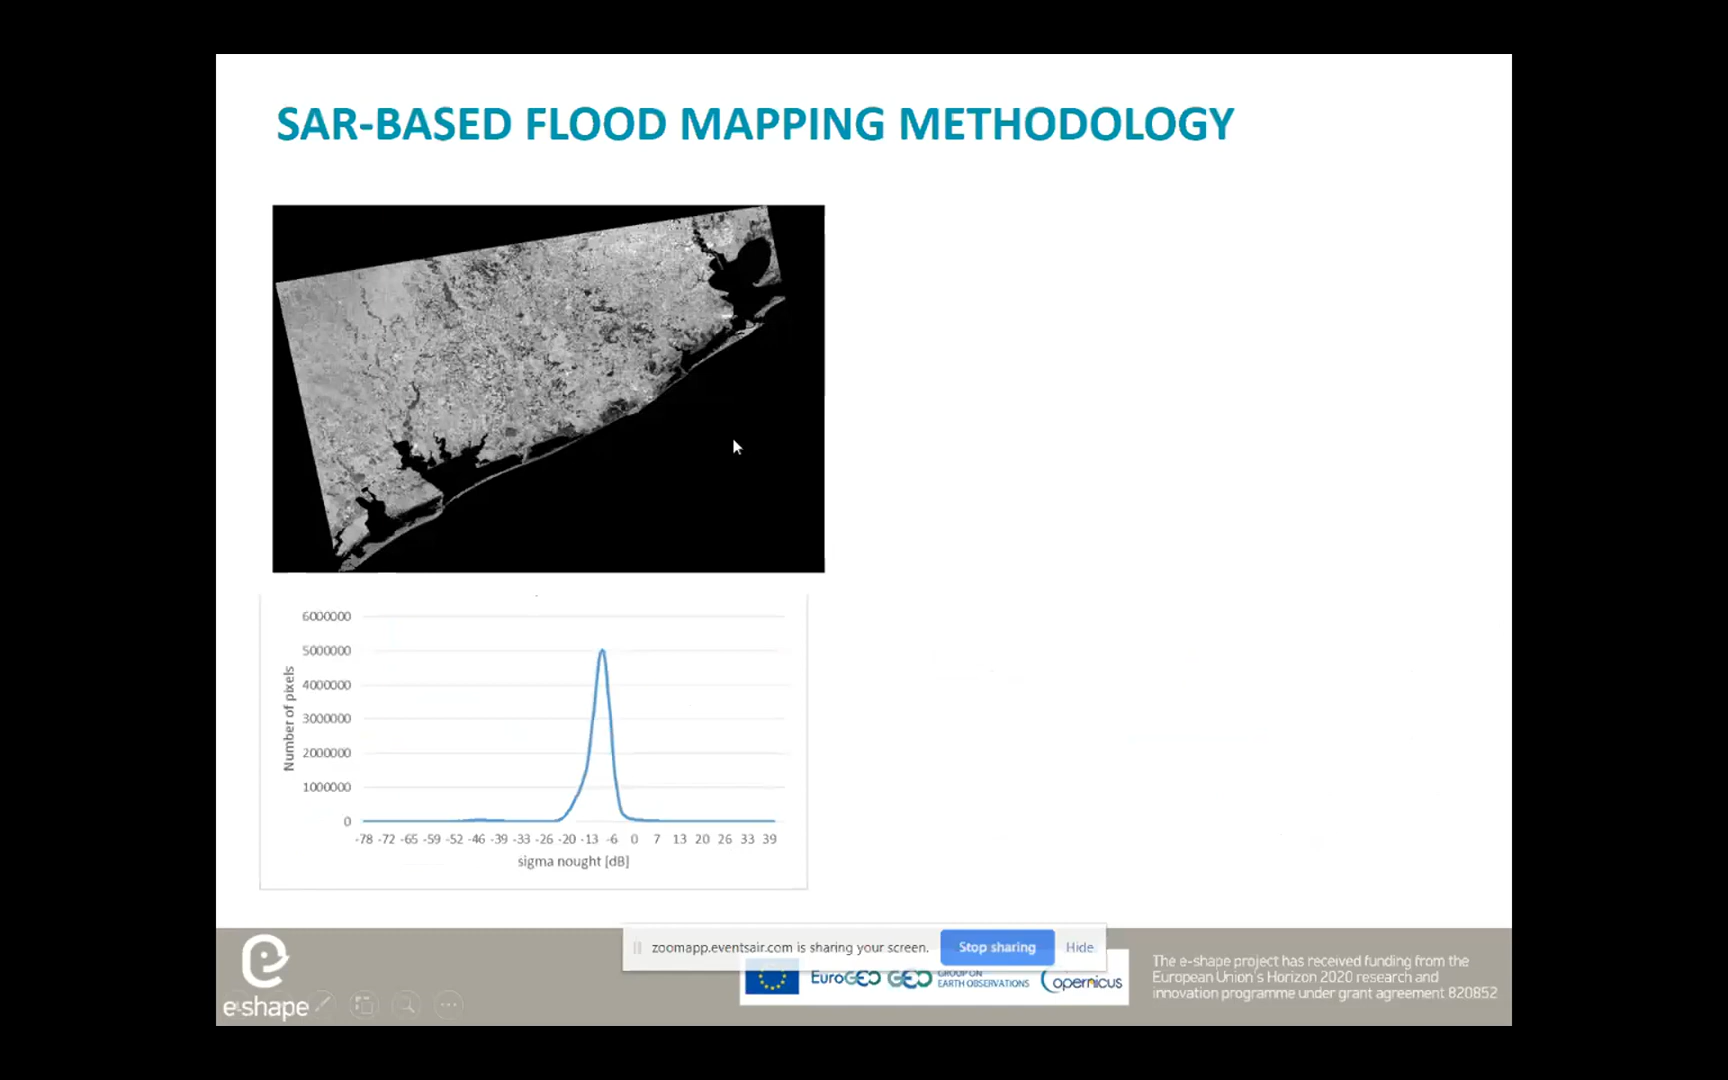 SAR-BASED FLOOD MAPPING METHODOLOGY
6000000
5000000
4000000
3000000
2000000
1000000
0
Number of pixels
-78 -72 -65 -59 -52 -46 -39 -33 -26 -20 -13 -6 0 7 13 20 26 33 39
sigma nought [dB]
zoomapp.eventsair.com is sharing your screen. Stop sharing Hide
e-shape
EuroGEO GEO GROUP ON EARTH OBSERVATIONS opernicus
The e-shape project has received funding from the
European Union's Horizon 2020 research and
innovation programme under grant agreement 820852